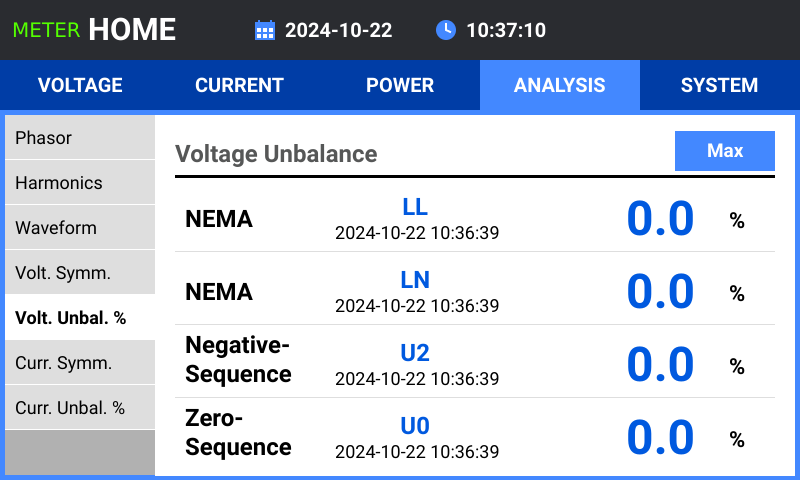 METER HOME 2024-10-22 10:37:10
VOLTAGE CURRENT POWER ANALYSIS SYSTEM
Phasor
Harmonics
Waveform
Volt. Symm.
Volt. Unbal. %
Curr. Symm.
Curr. Unbal. %
Voltage Unbalance Max
NEMA LL 2024-10-22 10:36:39 0.0 %
NEMA LN 2024-10-22 10:36:39 0.0 %
Negative-
Sequence U2 2024-10-22 10:36:39 0.0 %
Zero-
Sequence U0 2024-10-22 10:36:39 0.0 %